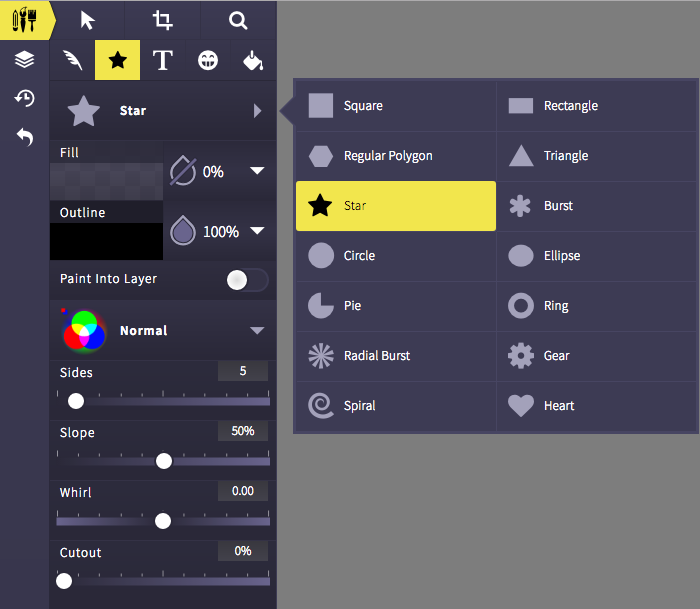 T
Star
Fill
0%
Outline
100%
Paint Into Layer
Normal
Sides
5
Slope
50%
Whirl
0.00
Cutout
0%
Square
Rectangle
Regular Polygon
Triangle
Star
Burst
Circle
Ellipse
Pie
Ring
Radial Burst
Gear
Spiral
Heart